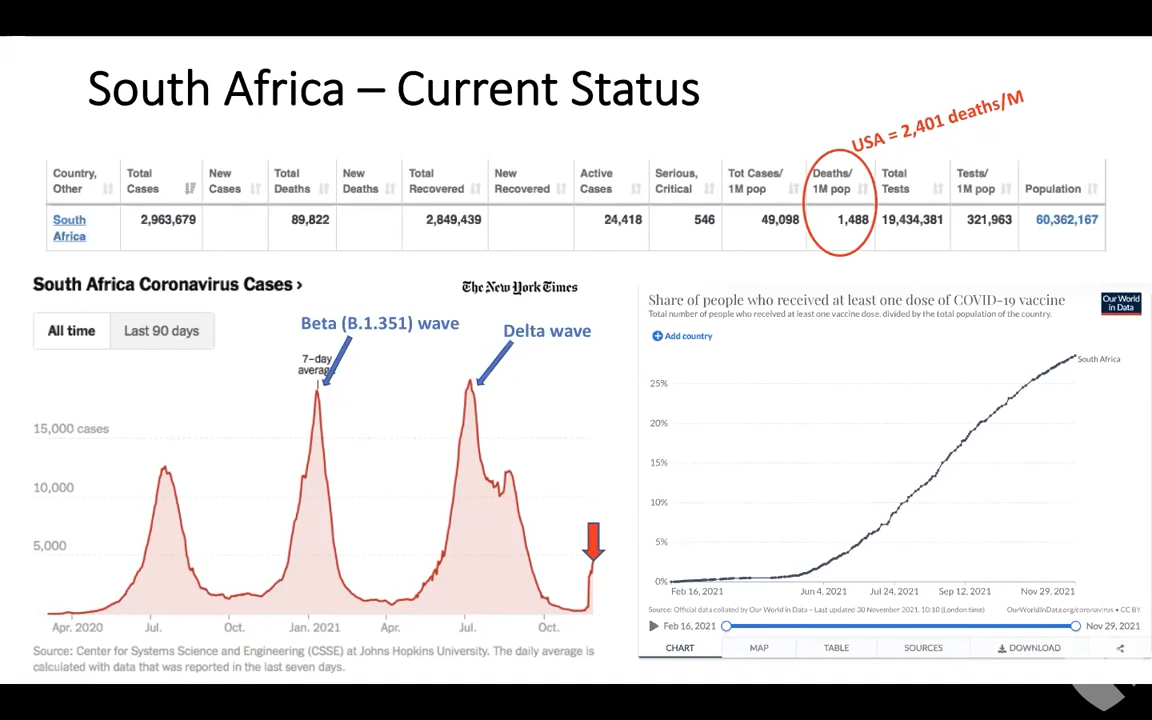 South Africa – Current Status
USA = 2,401 deaths/M
Country, Other
Total Cases
New Cases
Total Deaths
New Deaths
Total Recovered
New Recovered
Active Cases
Serious, Critical
Tot Cases/ 1M pop
Deaths/ 1M pop
Total Tests
Tests/ 1M pop
Population
South Africa
2,963,679
89,822
2,849,439
24,418
546
49,098
1,488
19,434,381
321,963
60,362,167
South Africa Coronavirus Cases ›
The New York Times
All time
Last 90 days
Beta (B.1.351) wave
Delta wave
7-day
average
15,000 cases
10,000
5,000
Apr. 2020
Jul.
Oct.
Jan. 2021
Apr.
Jul.
Oct.
Source: Center for Systems Science and Engineering (CSSE) at Johns Hopkins University. The daily average is
calculated with data that was reported in the last seven days.
Share of people who received at least one dose of COVID-19 vaccine
Total number of people who received at least one vaccine dose, divided by the total population of the country.
Our World
in Data
Add country
South Africa
25%
20%
15%
10%
5%
0%
Feb 16, 2021
Jun 4, 2021
Jul 24, 2021
Sep 12, 2021
Nov 29, 2021
Source: Official data collated by Our World in Data – Last updated 30 November 2021, 10:10 (London time)
OurWorldInData.org/coronavirus • CC BY
Feb 16, 2021
Nov 29, 2021
CHART
MAP
TABLE
SOURCES
DOWNLOAD